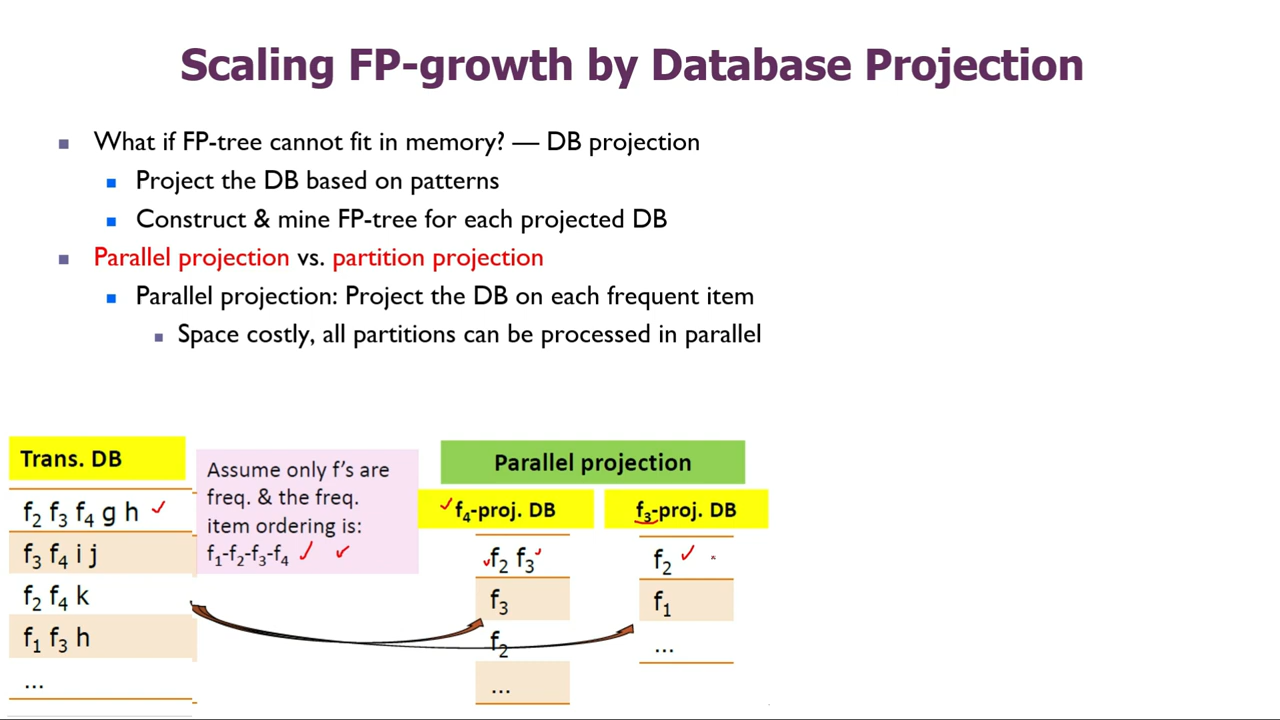 Scaling FP-growth by Database Projection
What if FP-tree cannot fit in memory? — DB projection
Project the DB based on patterns
Construct & mine FP-tree for each projected DB
Parallel projection vs. partition projection
Parallel projection: Project the DB on each frequent item
Space costly, all partitions can be processed in parallel
Trans. DB
f₂ f₃ f₄ g h
f₃ f₄ i j
f₂ f₄ k
f₁ f₃ h
...
Assume only f's are
freq. & the freq.
item ordering is:
f₁-f₂-f₃-f₄
Parallel projection
f₄-proj. DB
f₂ f₃
f₃
f₂
...
f₃-proj. DB
f₂
f₁
...